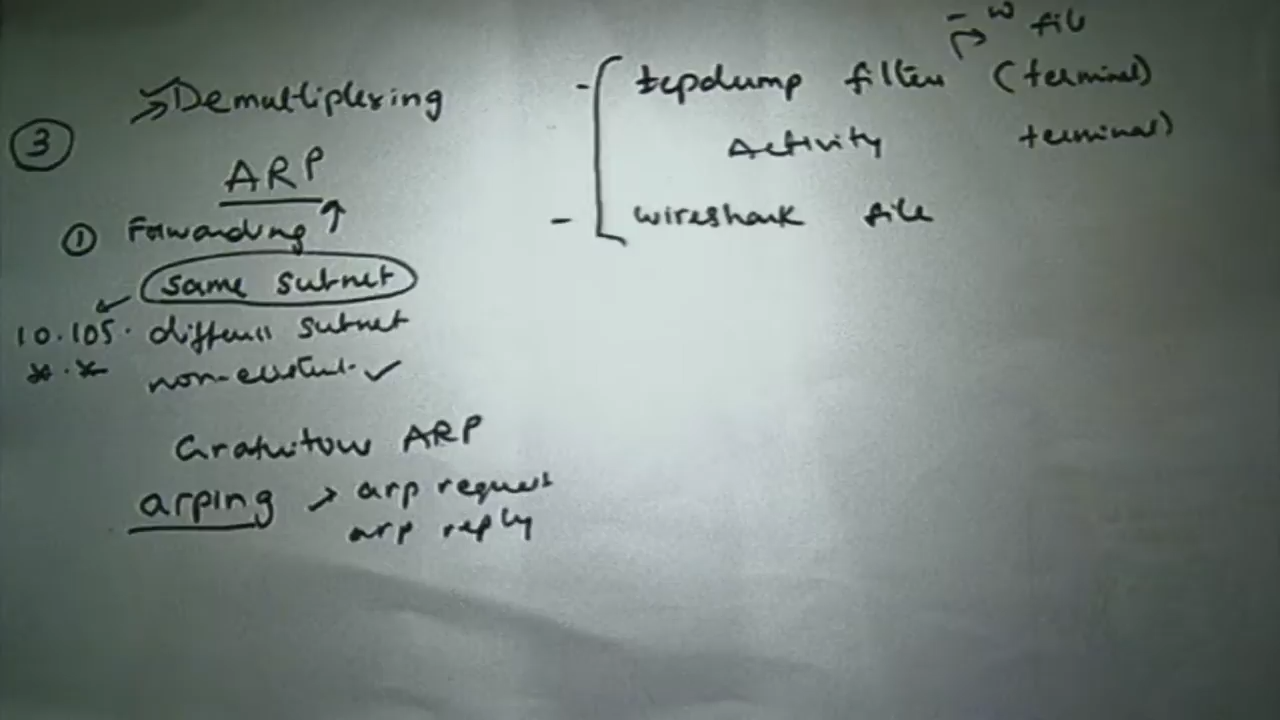 ③
Demultiplexing
ARP
① Forwarding
same subnet
10.105. different subnet
*.* non-existent ✓
Gratuitous ARP
arping → arp request
arp reply
-w file
- tcpdump filter (terminal)
Activity terminal)
- wireshark file